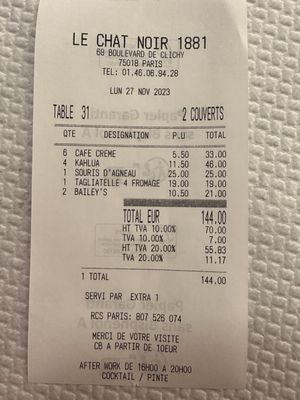 LE CHAT NOIR 1881
68 BOULEVARD DE CLICHY
75018 PARIS
TEL: 01.46.06.94.28
LUN 27 NOV 2023
TABLE 31 2 COUVERTS
QTE DESIGNATION P.U TOTAL
6 CAFE CREME 5.50 33.00
4 KAHLUA 11.50 46.00
1 SOURIS D'AGNEAU 25.00 25.00
1 TAGLIATELLE 4 FROMAGE 19.00 19.00
2 BAILEY'S 10.50 21.00
TOTAL EUR 144.00
HT TVA 10.00% 70.00
TVA 10.00% 7.00
HT TVA 20.00% 55.83
TVA 20.00% 11.17
1 TOTAL 144.00
SERVI PAR EXTRA 1
RCS PARIS: 807 526 074
MERCI DE VOTRE VISITE
CB A PARTIR DE 10EUR
AFTER WORK DE 16H00 A 20H00
COCKTAIL / PINTE